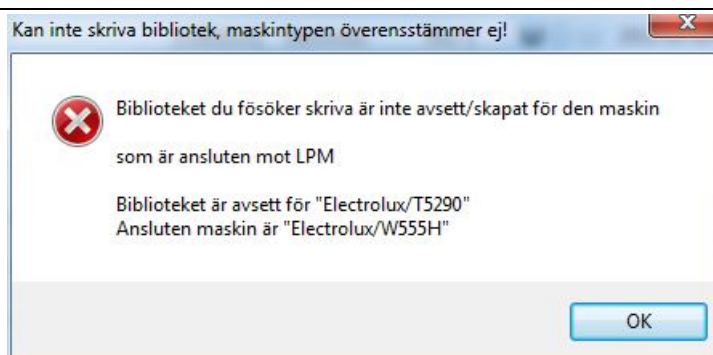 Kan inte skriva bibliotek, maskintypen överensstämmer ej!
Biblioteket du fösöker skriva är inte avsett/skapat för den maskin
som är ansluten mot LPM
Biblioteket är avsett för "Electrolux/T5290"
Ansluten maskin är "Electrolux/W555H"
OK